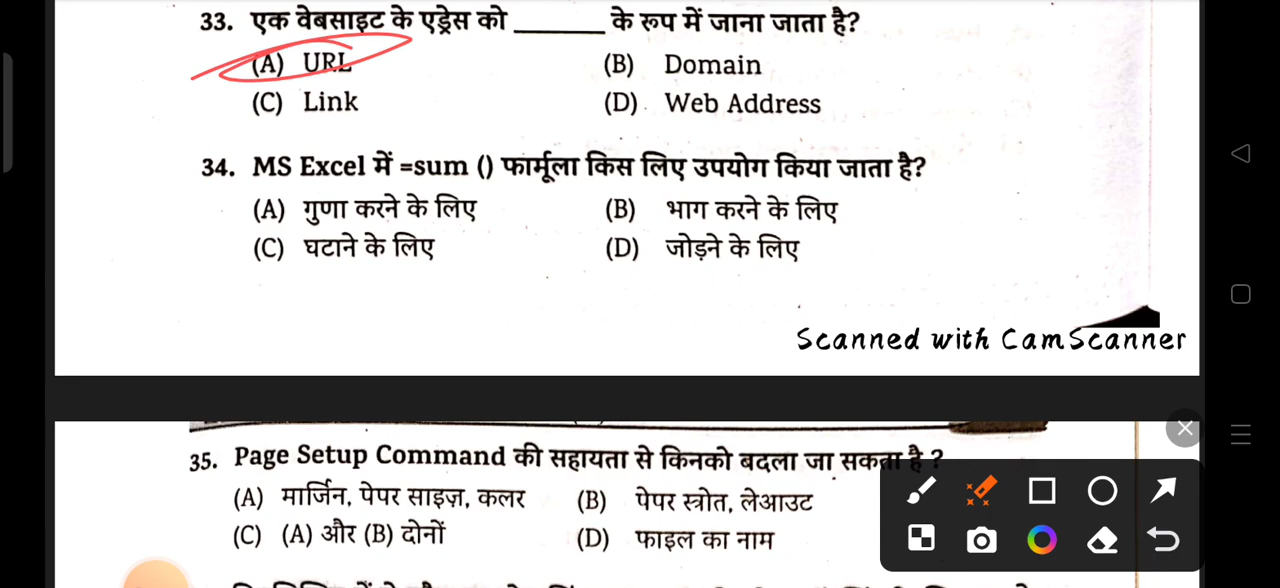 33. एक वेबसाइट के एड्रेस को ______ के रूप में जाना जाता है?
(A) URL (B) Domain
(C) Link (D) Web Address
34. MS Excel में =sum () फार्मूला किस लिए उपयोग किया जाता है?
(A) गुणा करने के लिए (B) भाग करने के लिए
(C) घटाने के लिए (D) जोड़ने के लिए
Scanned with CamScanner
35. Page Setup Command की सहायता से किनको बदला जा सकता है ?
(A) मार्जिन, पेपर साइज़, कलर (B) पेपर स्त्रोत, लेआउट
(C) (A) और (B) दोनों (D) फाइल का नाम